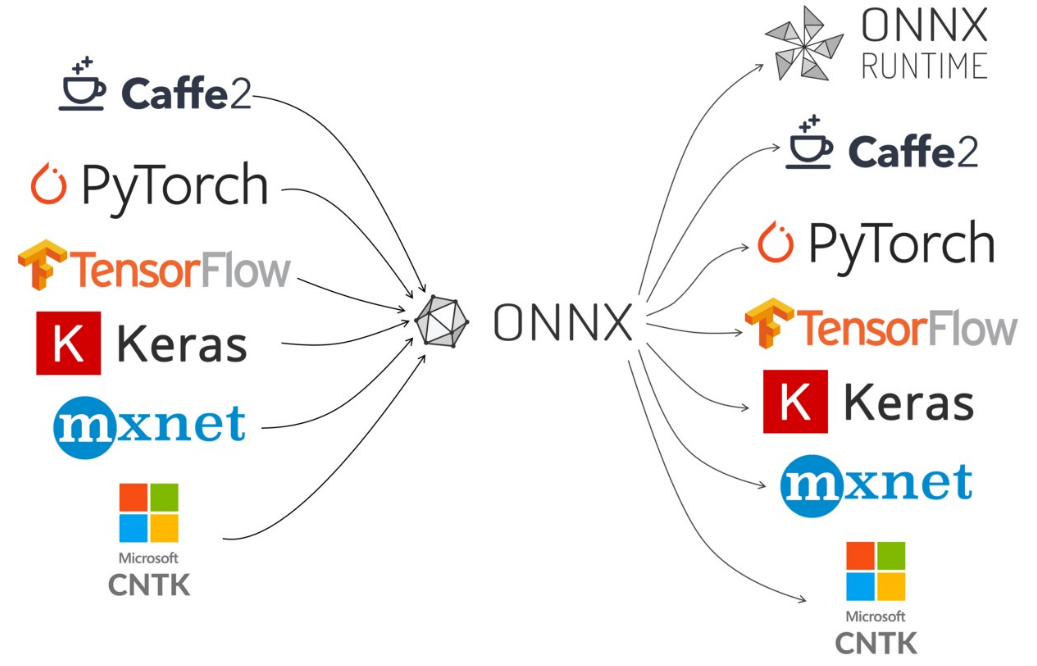 Caffe2
PyTorch
TensorFlow
K Keras
mxnet
Microsoft
CNTK
ONNX
ONNX
RUNTIME
Caffe2
PyTorch
TensorFlow
K Keras
mxnet
Microsoft
CNTK